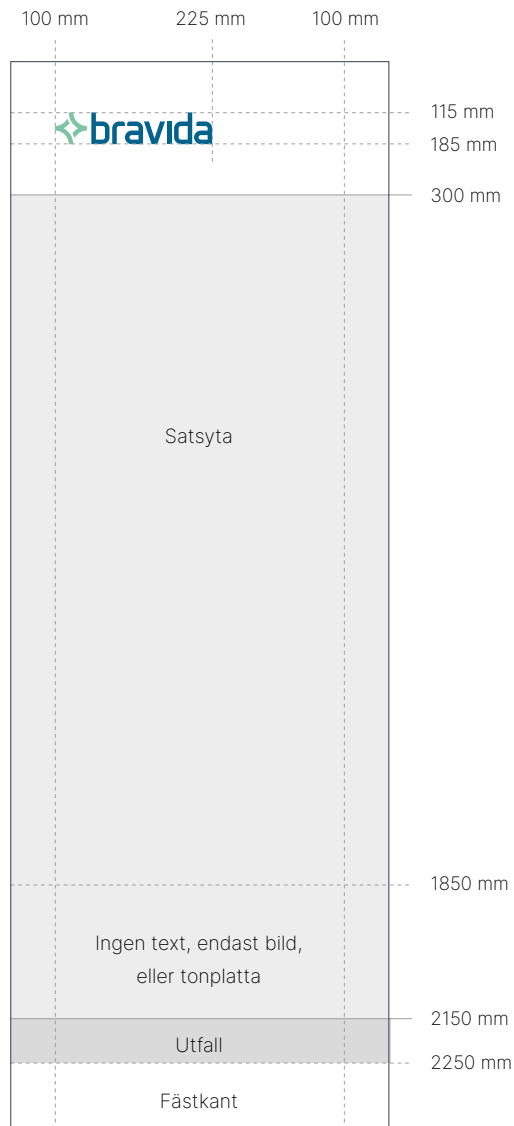 100 mm 225 mm 100 mm
115 mm
bravida
185 mm
300 mm
Satsyta
1850 mm
Ingen text, endast bild,
eller tonplatta
2150 mm
Utfall
2250 mm
Fästkant